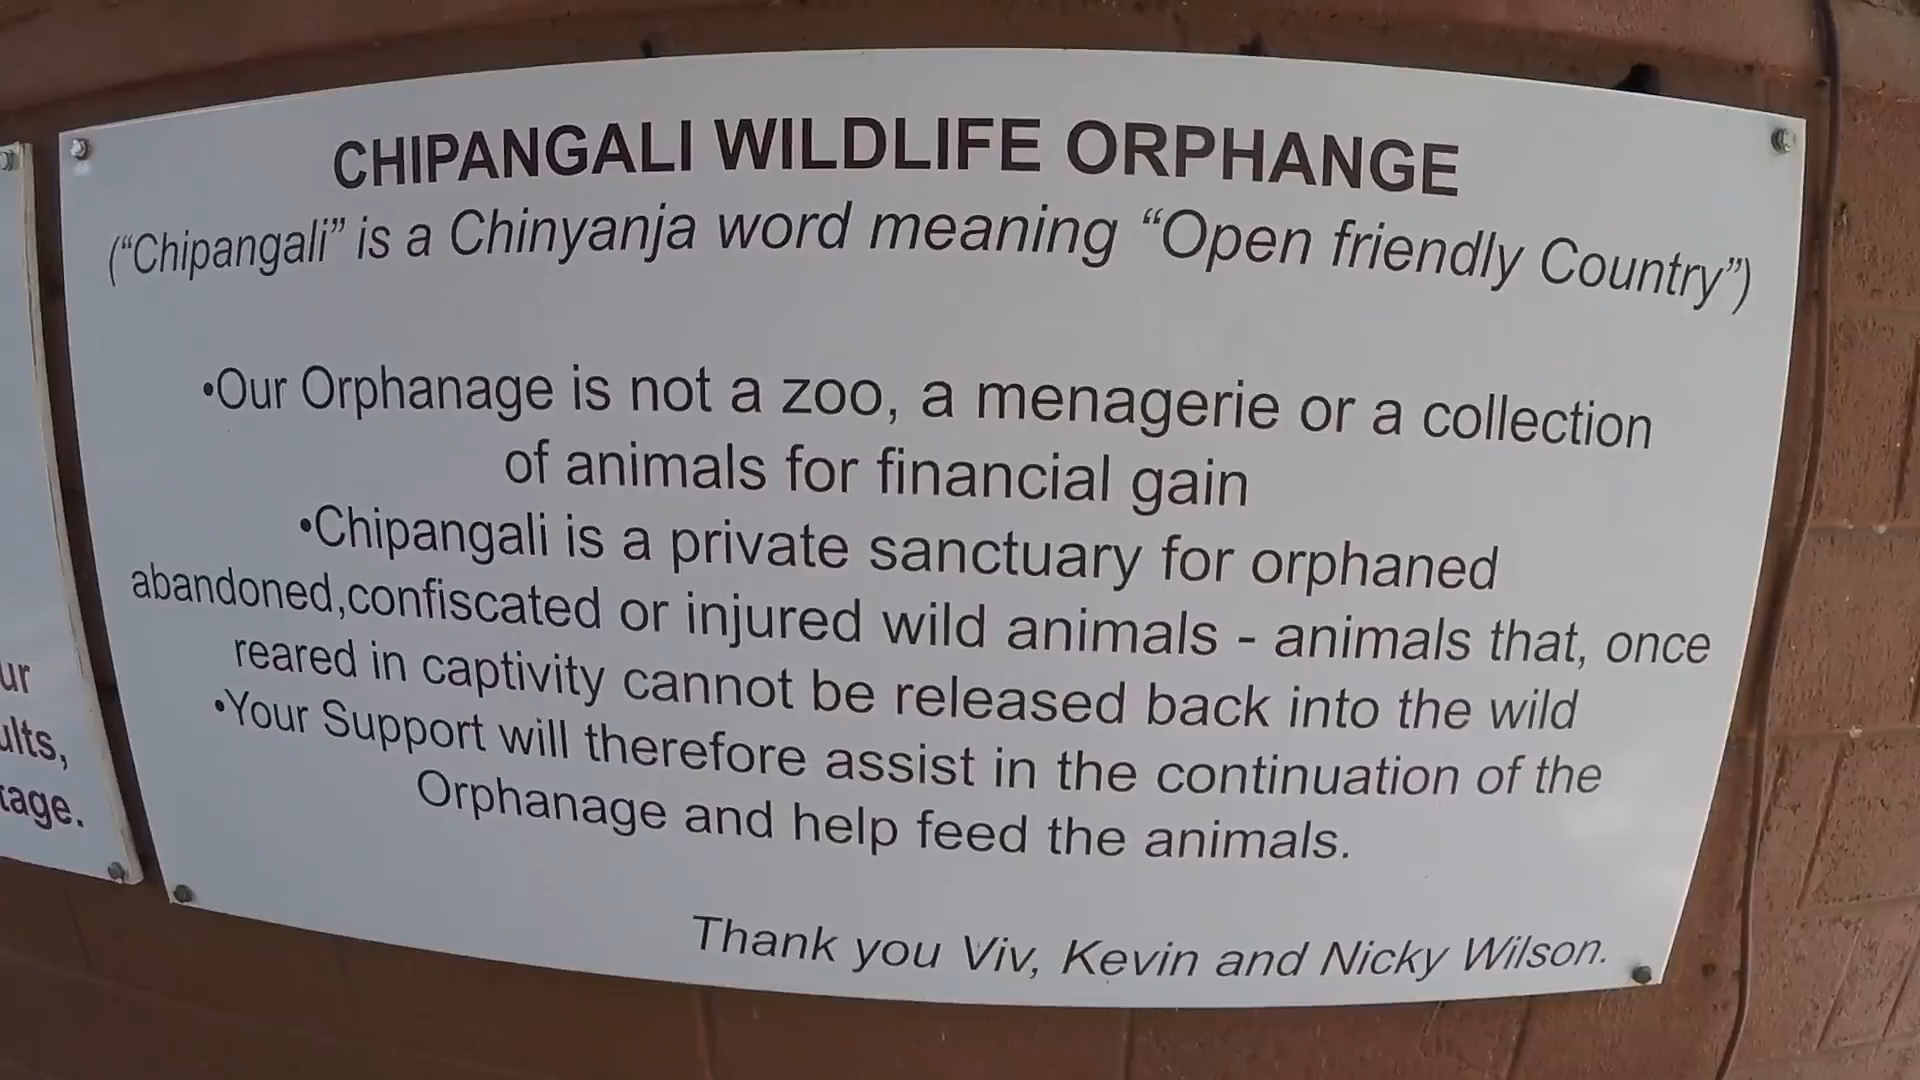 CHIPANGALI WILDLIFE ORPHANGE
("Chipangali" is a Chinyanja word meaning "Open friendly Country")
•Our Orphanage is not a zoo, a menagerie or a collection
of animals for financial gain
•Chipangali is a private sanctuary for orphaned
abandoned,confiscated or injured wild animals - animals that, once
reared in captivity cannot be released back into the wild
•Your Support will therefore assist in the continuation of the
Orphanage and help feed the animals.
Thank you Viv, Kevin and Nicky Wilson.